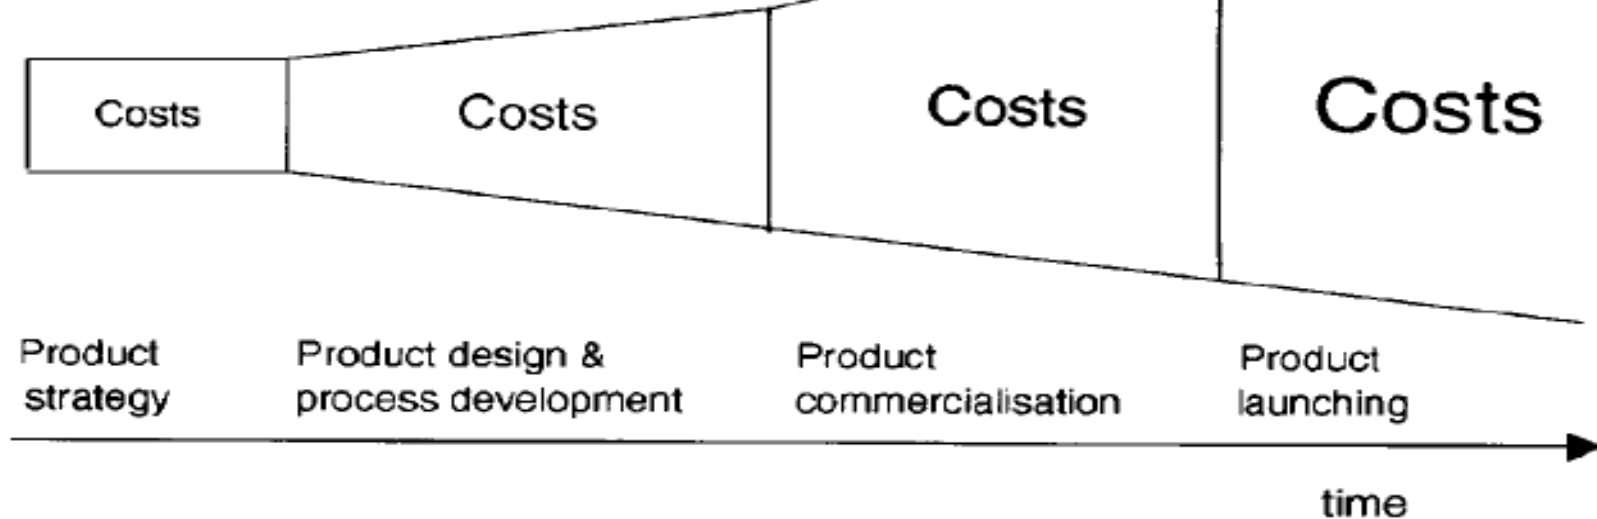 Costs Costs Costs Costs
Product strategy
Product design &
process development
Product
commercialisation
Product
launching
time